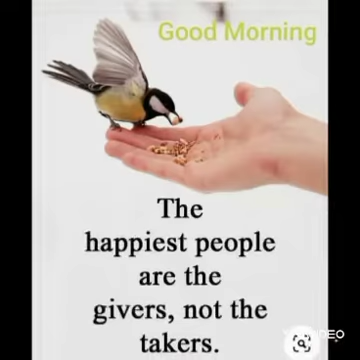 Good Morning
The
happiest people
are the
givers, not the
takers.